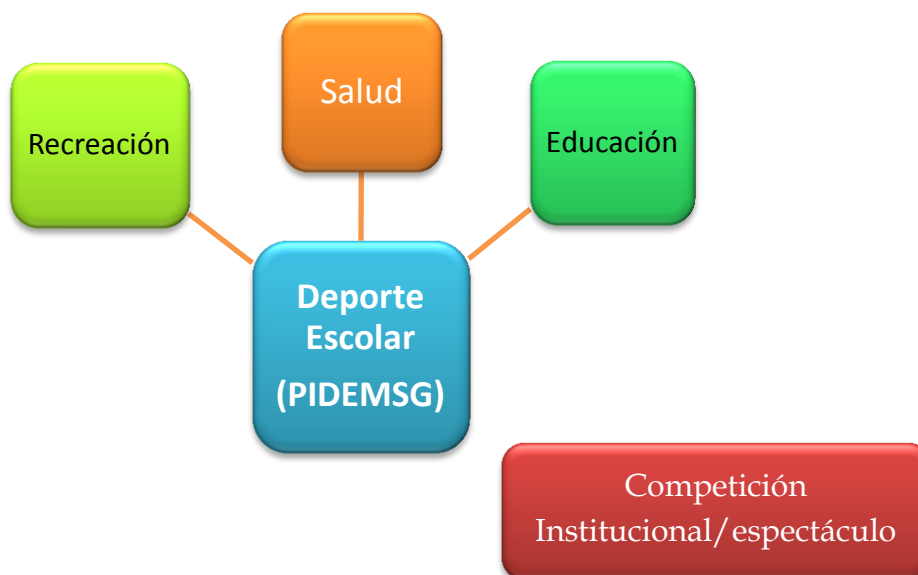 Salud
Recreación
Educación
Deporte
Escolar
(PIDEMSG)
Competición
Institucional/espectáculo